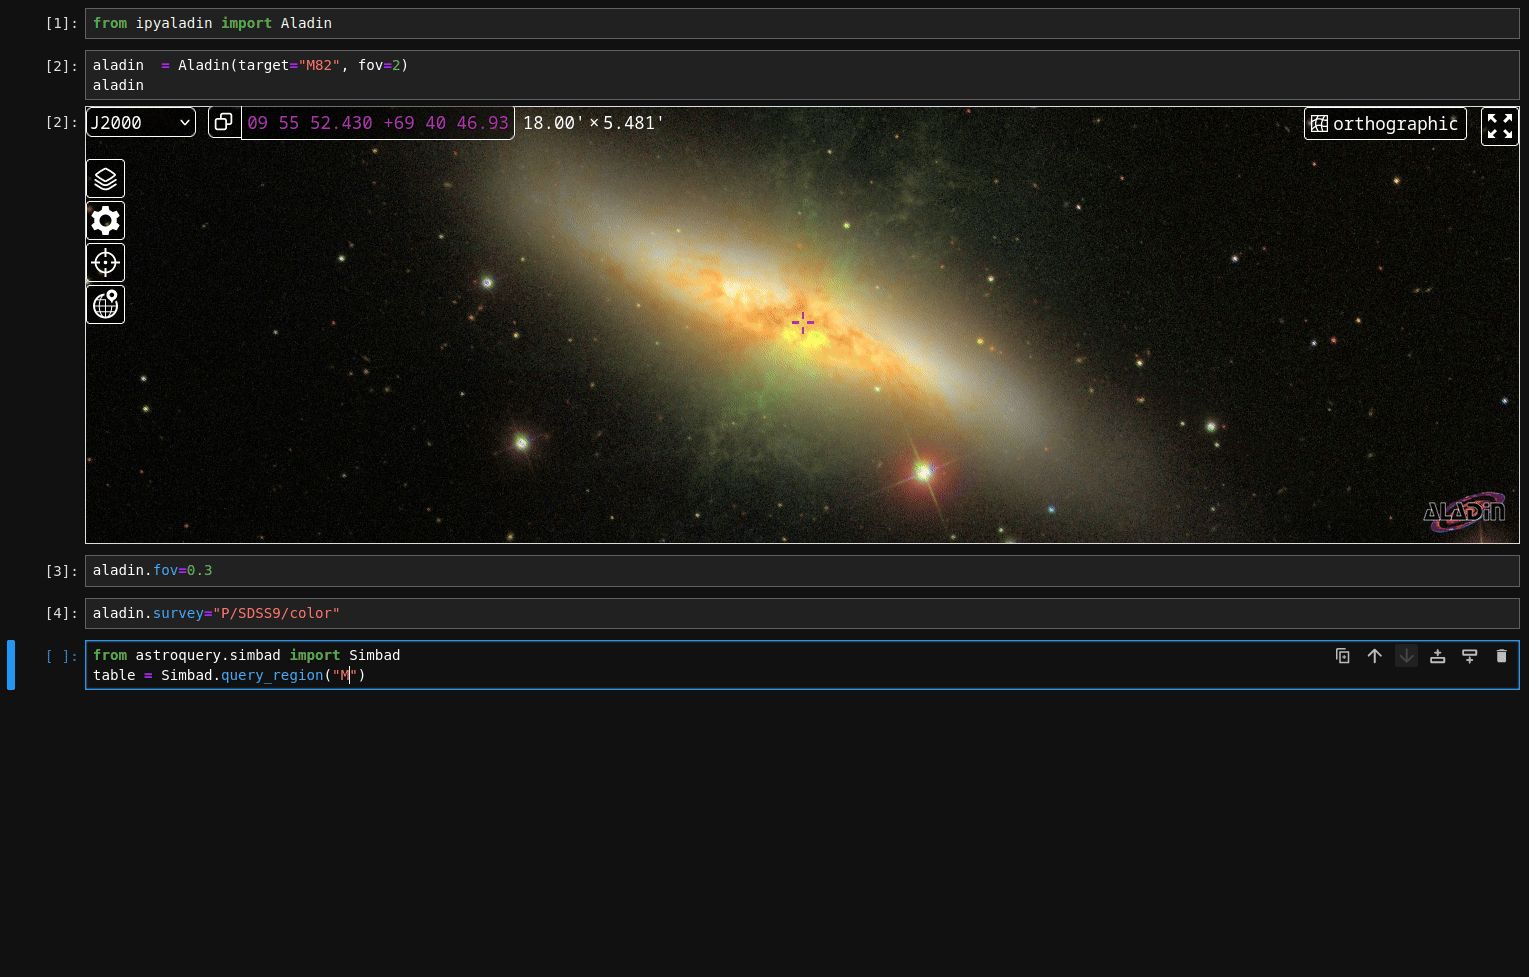 [1]: from ipyaladin import Aladin
[2]: aladin  = Aladin(target="M82", fov=2)
aladin
[2]: J2000 09 55 52.430 +69 40 46.93 18.00'×5.481' orthographic
ALADin
[3]: aladin.fov=0.3
[4]: aladin.survey="P/SDSS9/color"
[ ]: from astroquery.simbad import Simbad
table = Simbad.query_region("M")